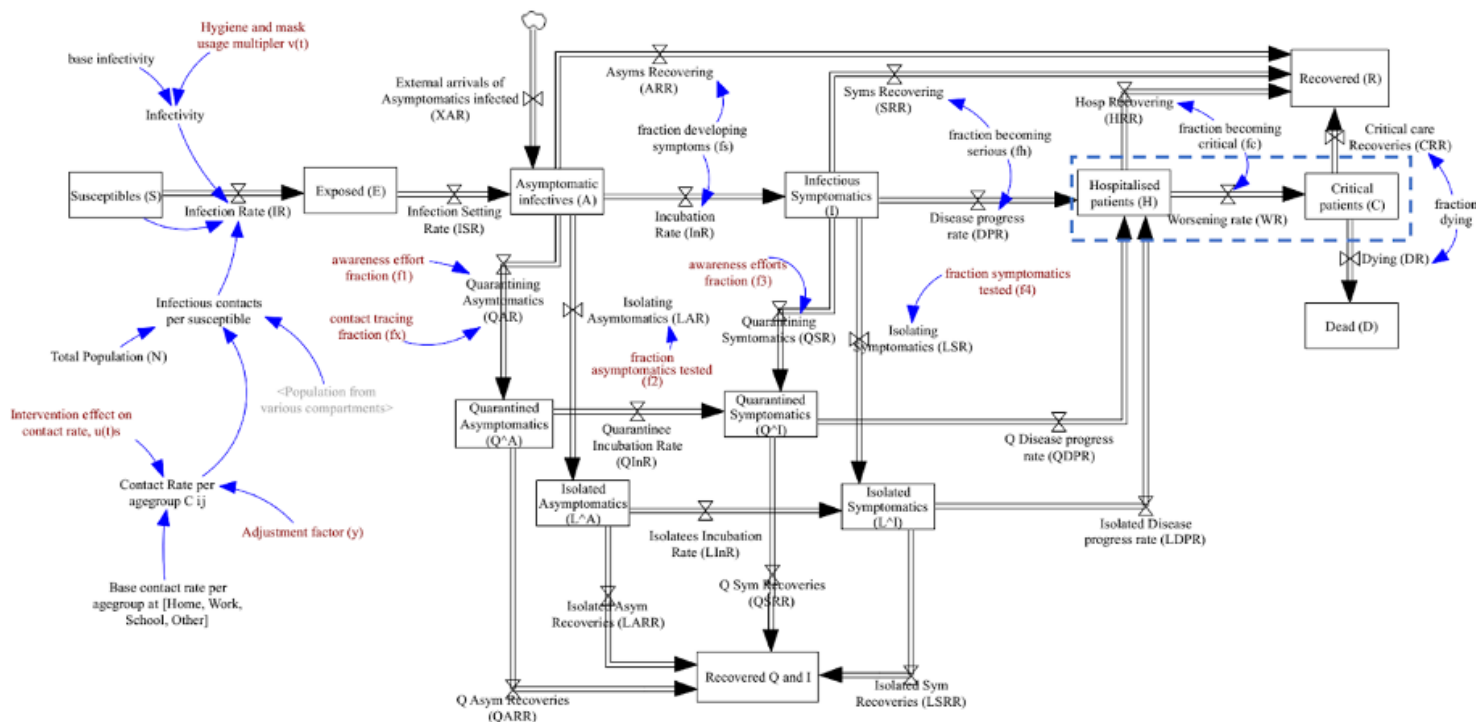 Hygiene and mask
usage multipler v(t)
base infectivity
Infectivity
External arrivals of
Asymptomatics infected
(XAR)
Asyms Recovering
(ARR)
Syms Recovering
(SRR)
Recovered (R)
Hosp Recovering
(HRR)
fraction developing
symptoms (fs)
fraction becoming
serious (fh)
fraction becoming
critical (fc)
Critical care
Recoveries (CRR)
Susceptibles (S)
Infection Rate (IR)
Exposed (E)
Infection Setting
Rate (ISR)
Asymptomatic
infectives (A)
Incubation
Rate (InR)
Infectious
Symptomatics (I)
Disease progress
rate (DPR)
Hospitalised
patients (H)
Worsening rate (WR)
Critical
patients (C)
fraction
dying
Dying (DR)
Dead (D)
awareness effort
fraction (f1)
Quarantining
Asymtomatics
(QAR)
contact tracing
fraction (fx)
Isolating
Asymtomatics (LAR)
fraction
asymptomatics tested
(f2)
awareness efforts
fraction (f3)
Quarantining
Symtomatics (QSR)
fraction symptomatics
tested (f4)
Isolating
Symptomatics (LSR)
Infectious contacts
per susceptible
Total Population (N)
<Population from
various compartments>
Intervention effect on
contact rate, u(t)s
Contact Rate per
agegroup C ij
Adjustment factor (y)
Base contact rate per
agegroup at [Home, Work,
School, Other]
Quarantined
Asymptomatics
(Q^A)
Quarantinee
Incubation Rate
(QInR)
Quarantined
Symptomatics
(Q^I)
Q Disease progress
rate (QDPR)
Isolated
Asymptomatics
(L^A)
Isolatees Incubation
Rate (LInR)
Isolated
Symptomatics
(L^I)
Isolated Disease
progress rate (LDPR)
Isolated Asym
Recoveries (LARR)
Q Sym Recoveries
(QSRR)
Recovered Q and I
Q Asym Recoveries
(QARR)
Isolated Sym
Recoveries (LSRR)